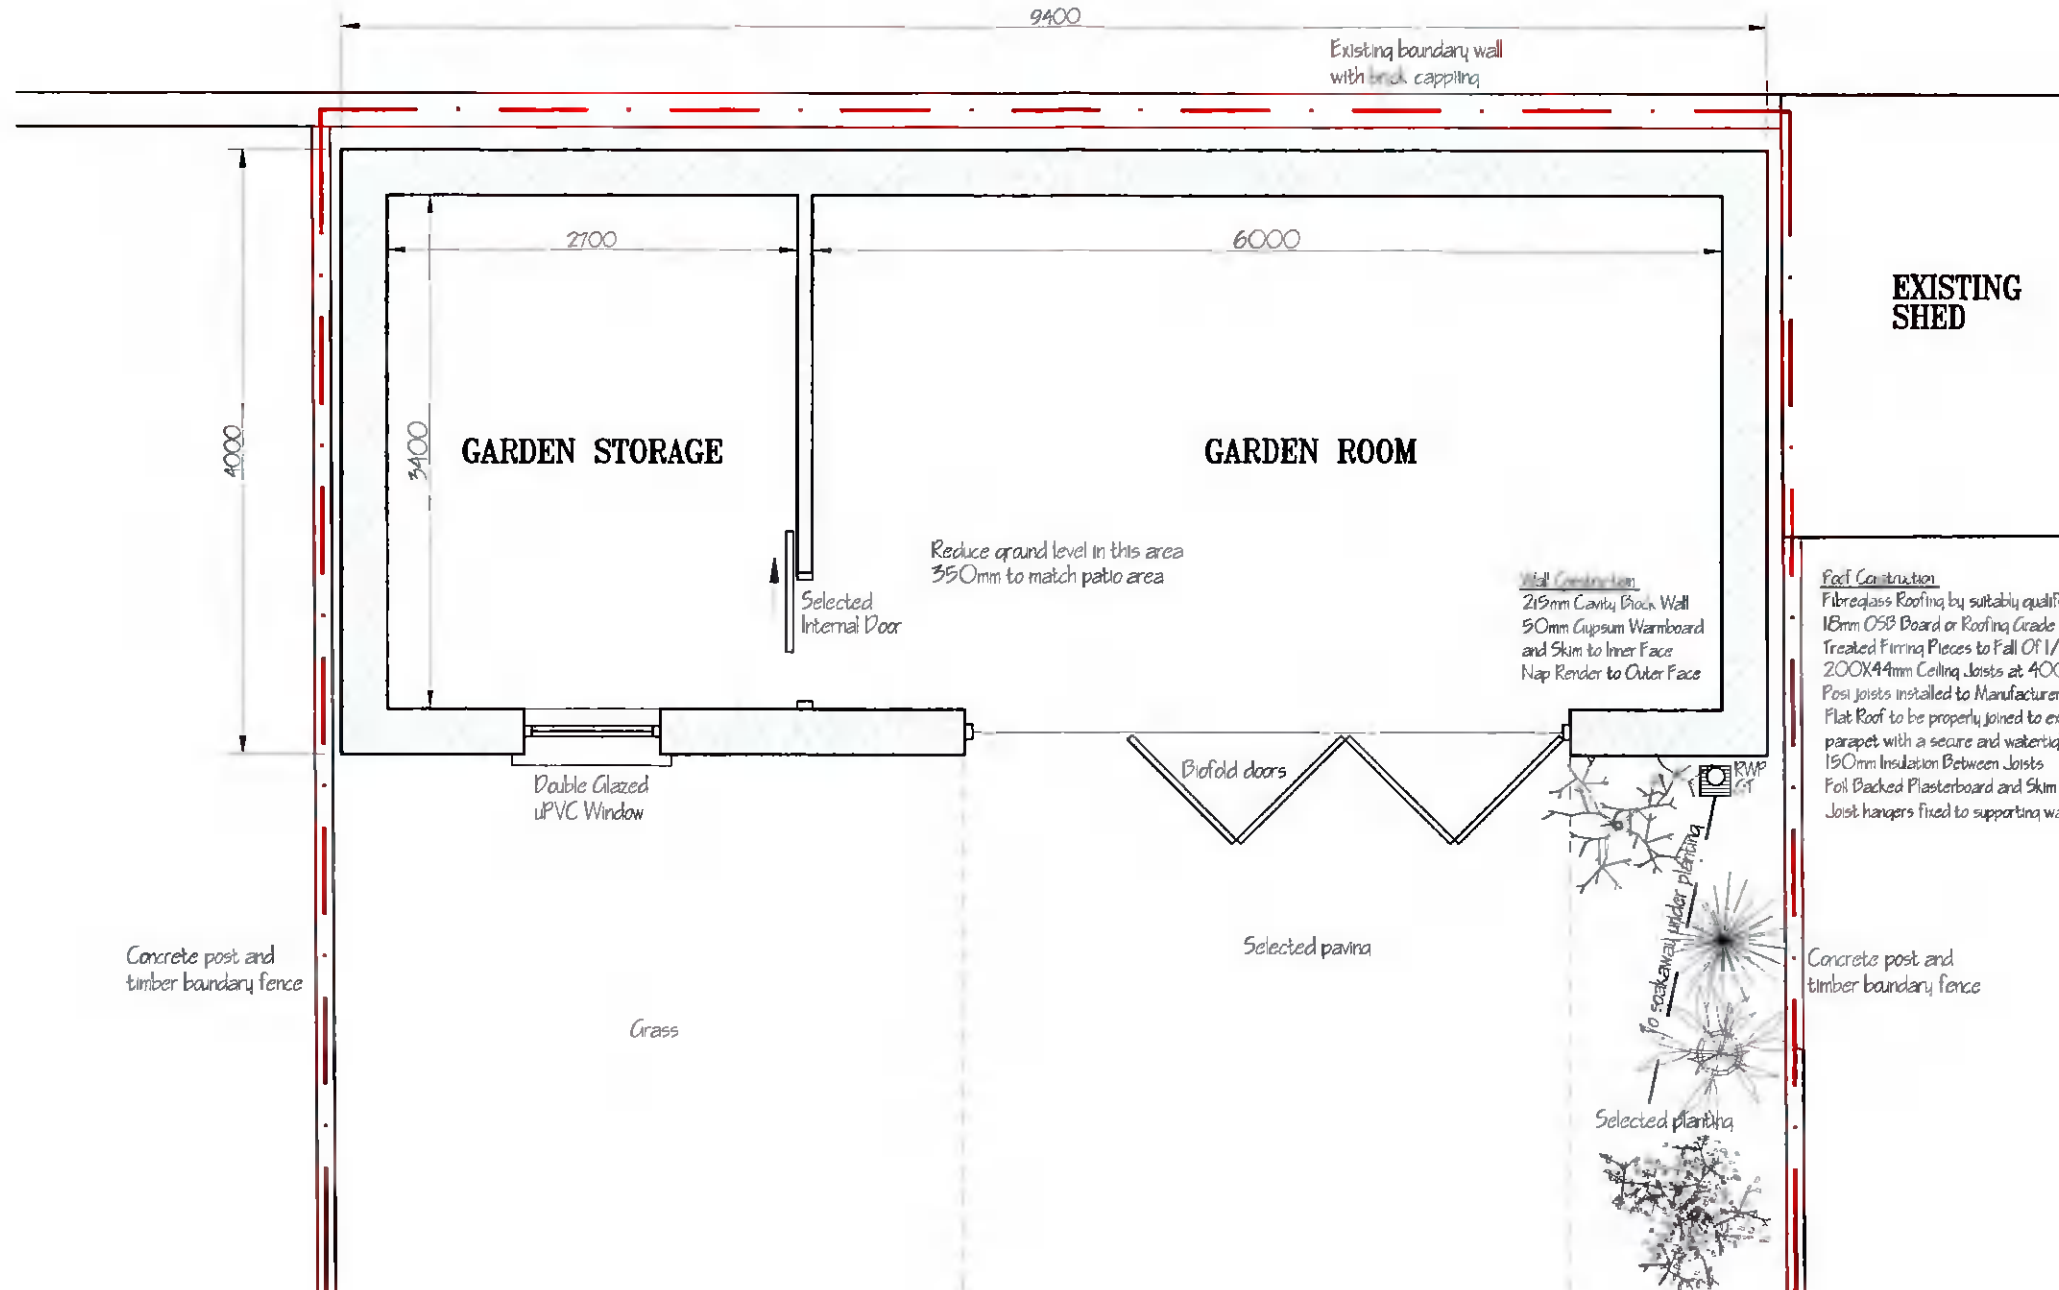 9400
Existing boundary wall
with brick cappling
2700
6000
4000
3400
EXISTING
SHED
GARDEN STORAGE
GARDEN ROOM
Reduce ground level in this area
350mm to match patio area
Selected
Internal Door
Wall Construction
215mm Cavity Block Wall
50mm Gypsum Warmboard
and Skim to Inner Face
Nap Render to Outer Face
Roof Construction
Fibreglass Roofing by suitably
18mm OSB Board or Roofing Grade
Treated Firring Pieces to Fall Of 1/
200X44mm Ceiling Joists at 400
Posi joists installed to
Flat Roof to be properly joined to
parapet with a secure and
150mm Insulation Between Joists
Foil Backed Plasterboard and Skim
Joist hangers fixed to supporting
Double Glazed
uPVC Window
Biofold doors
RWP
GT
To soakaway under planting
Concrete post and
timber boundary fence
Selected paving
Concrete post and
timber boundary fence
Grass
Selected planting